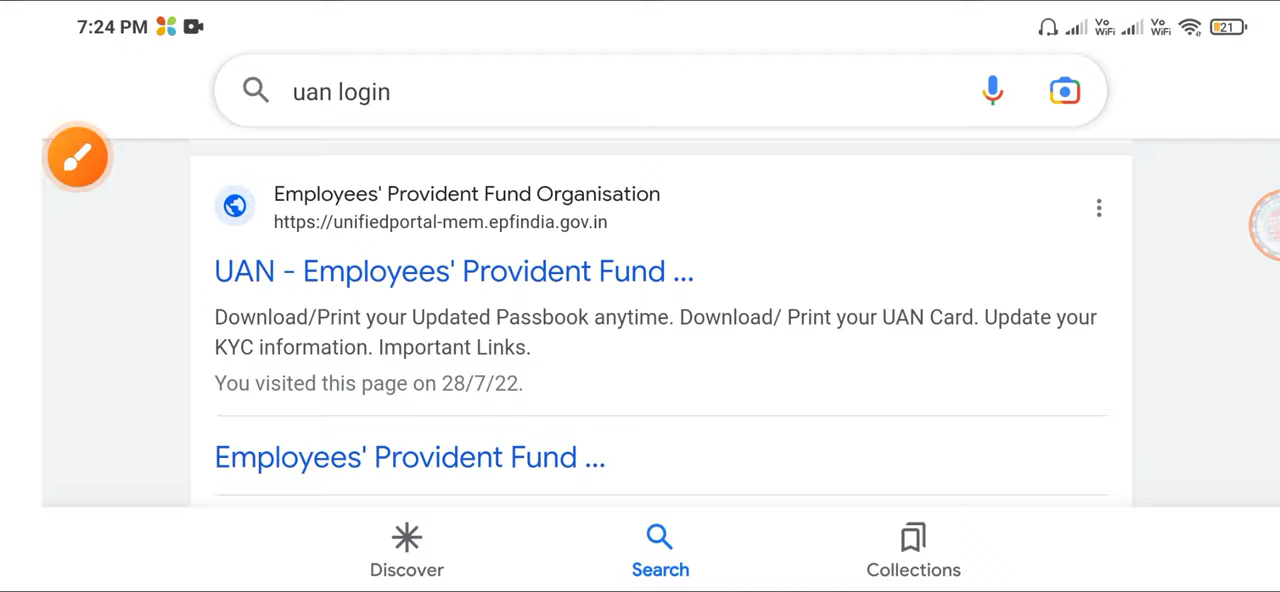 7:24 PM
Vo WiFi
Vo WiFi
21
uan login
Employees' Provident Fund Organisation
https://unifiedportal-mem.epfindia.gov.in
UAN - Employees' Provident Fund ...
Download/Print your Updated Passbook anytime. Download/ Print your UAN Card. Update your
KYC information. Important Links.
You visited this page on 28/7/22.
Employees' Provident Fund ...
Discover
Search
Collections